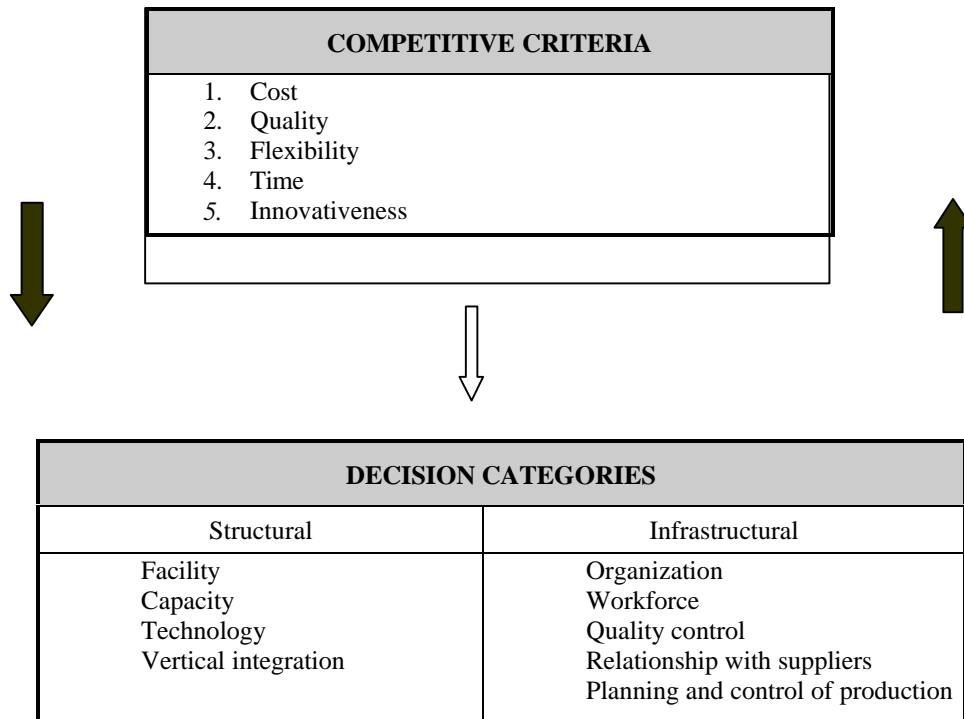 COMPETITIVE CRITERIA
1. Cost
2. Quality
3. Flexibility
4. Time
5. Innovativeness
DECISION CATEGORIES
Structural
Facility
Capacity
Technology
Vertical integration
Infrastructural
Organization
Workforce
Quality control
Relationship with suppliers
Planning and control of production